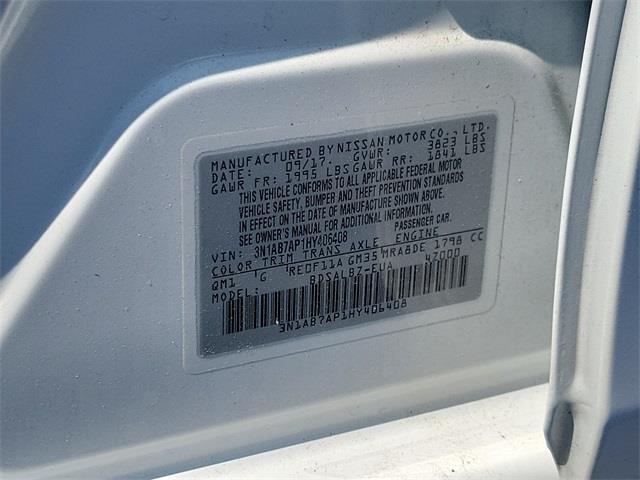 MANUFACTURED BY NISSAN MOTOR CO., LTD.
DATE: 09/17. GVWR: 3823 LBS
GAWR FR: 1995 LBS GAWR RR: 1841 LBS
THIS VEHICLE CONFORMS TO ALL APPLICABLE FEDERAL MOTOR
VEHICLE SAFETY, BUMPER AND THEFT PREVENTION STANDARDS
IN EFFECT ON THE DATE OF MANUFACTURE SHOWN ABOVE.
SEE OWNER'S MANUAL FOR ADDITIONAL INFORMATION.
VIN: 3N1AB7AP1HY406408 PASSENGER CAR.
COLOR TRIM TRANS AXLE ENGINE
QM1 G RE0F11A GM35 MRA8DE 1798 CC
MODEL: BDSALBZ-EUA 47000
3N1AB7AP1HY406408